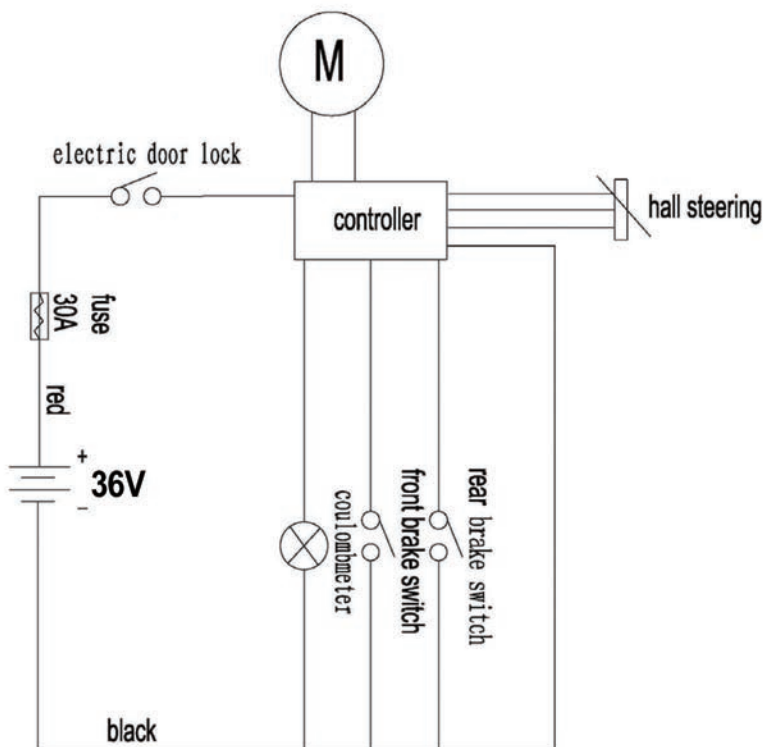 M
electric door lock
controller
hall steering
fuse
30A
red
+
36V
-
coulombmeter
front brake switch
rear brake switch
black